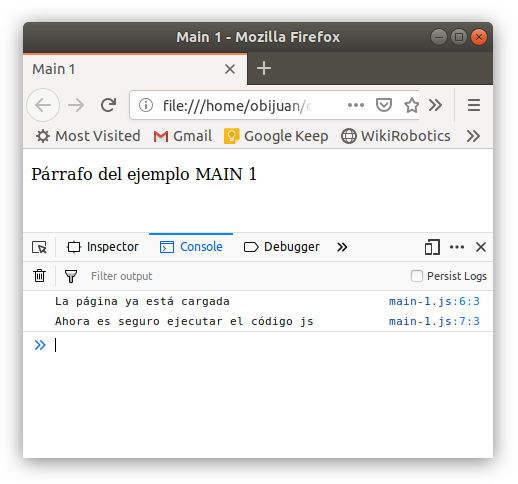 Main 1 - Mozilla Firefox
Main 1
file:///home/obijuan/
Most Visited Gmail Google Keep WikiRobotics
Párrafo del ejemplo MAIN 1
Inspector Console Debugger
Filter output Persist Logs
La página ya está cargada main-1.js:6:3
Ahora es seguro ejecutar el código js main-1.js:7:3